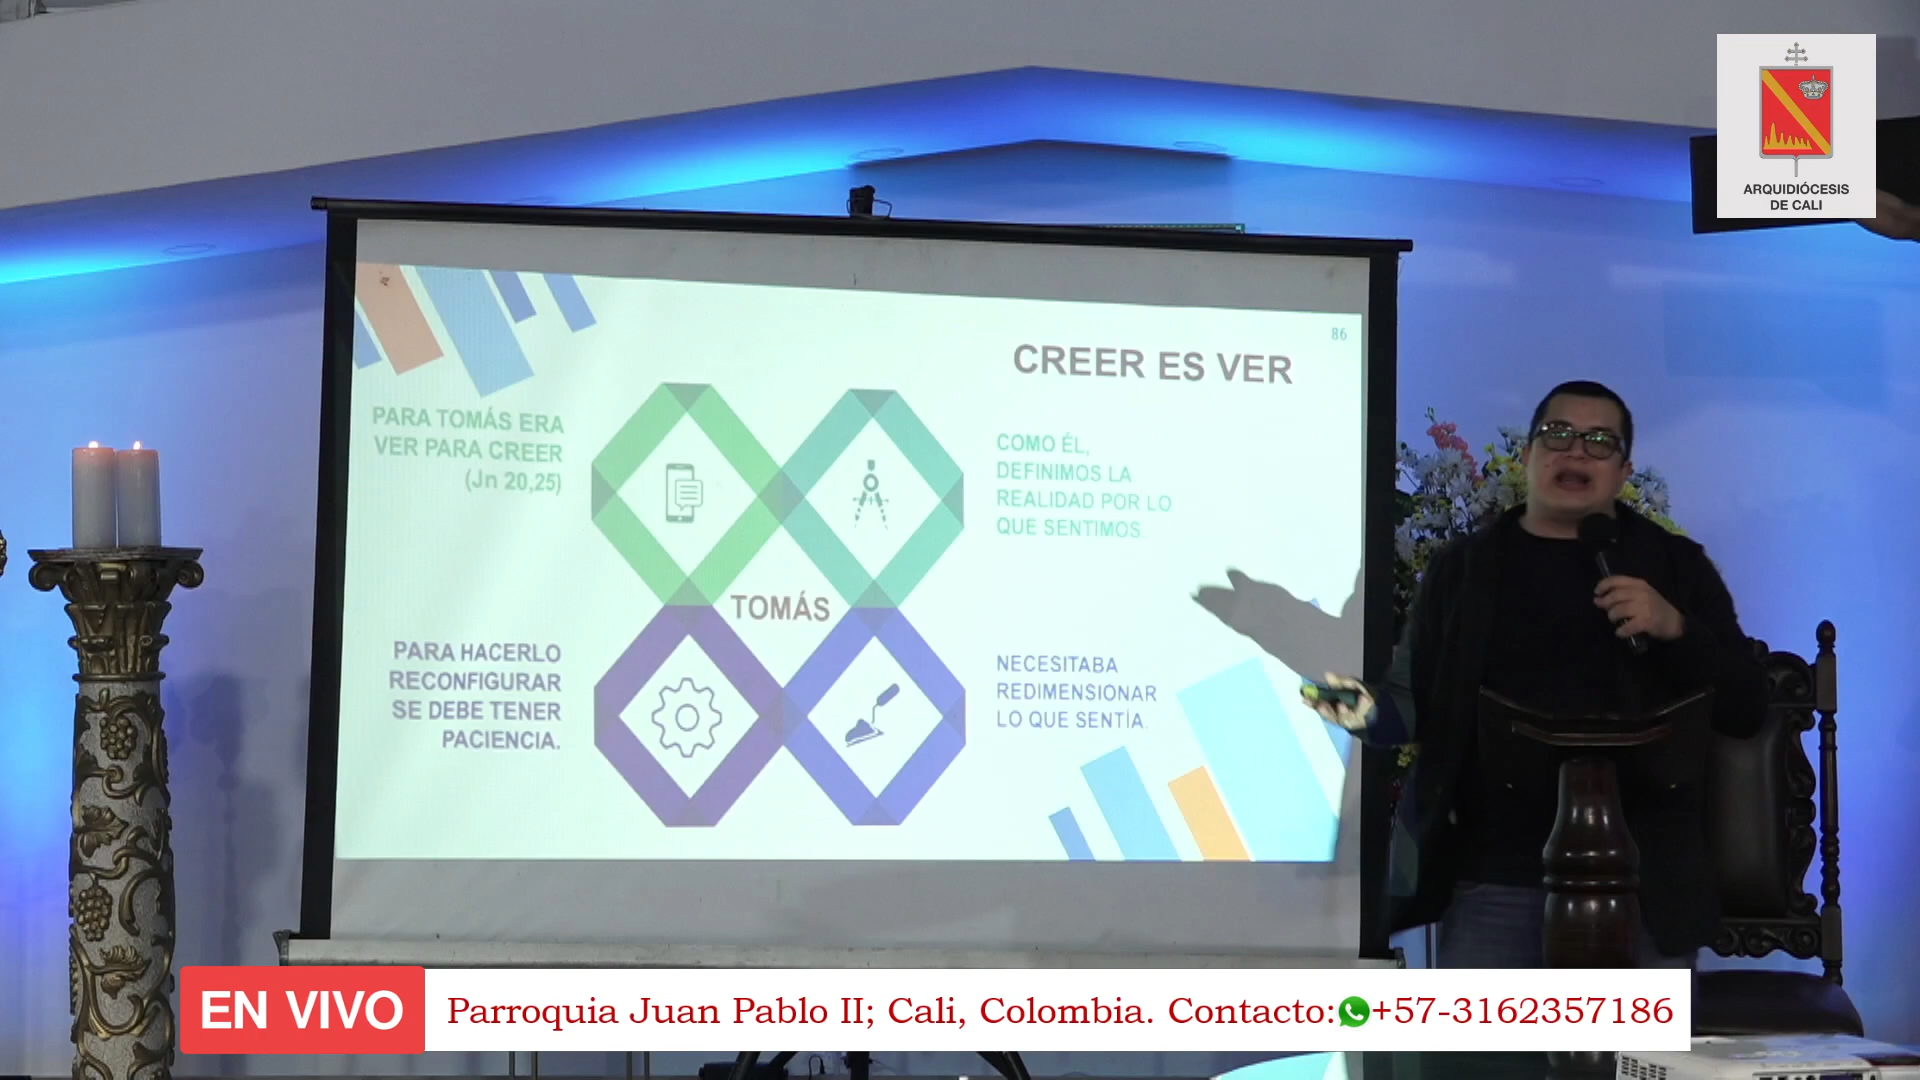 ARQUIDIÓCESIS
DE CALI
86
CREER ES VER
PARA TOMÁS ERA
VER PARA CREER
(Jn 20,25)
COMO ÉL,
DEFINIMOS LA
REALIDAD POR LO
QUE SENTIMOS
TOMÁS
PARA HACERLO
RECONFIGURAR
SE DEBE TENER
PACIENCIA.
NECESITABA
REDIMENSIONAR
LO QUE SENTÍA.
EN VIVO
Parroquia Juan Pablo II; Cali, Colombia. Contacto:+57-3162357186